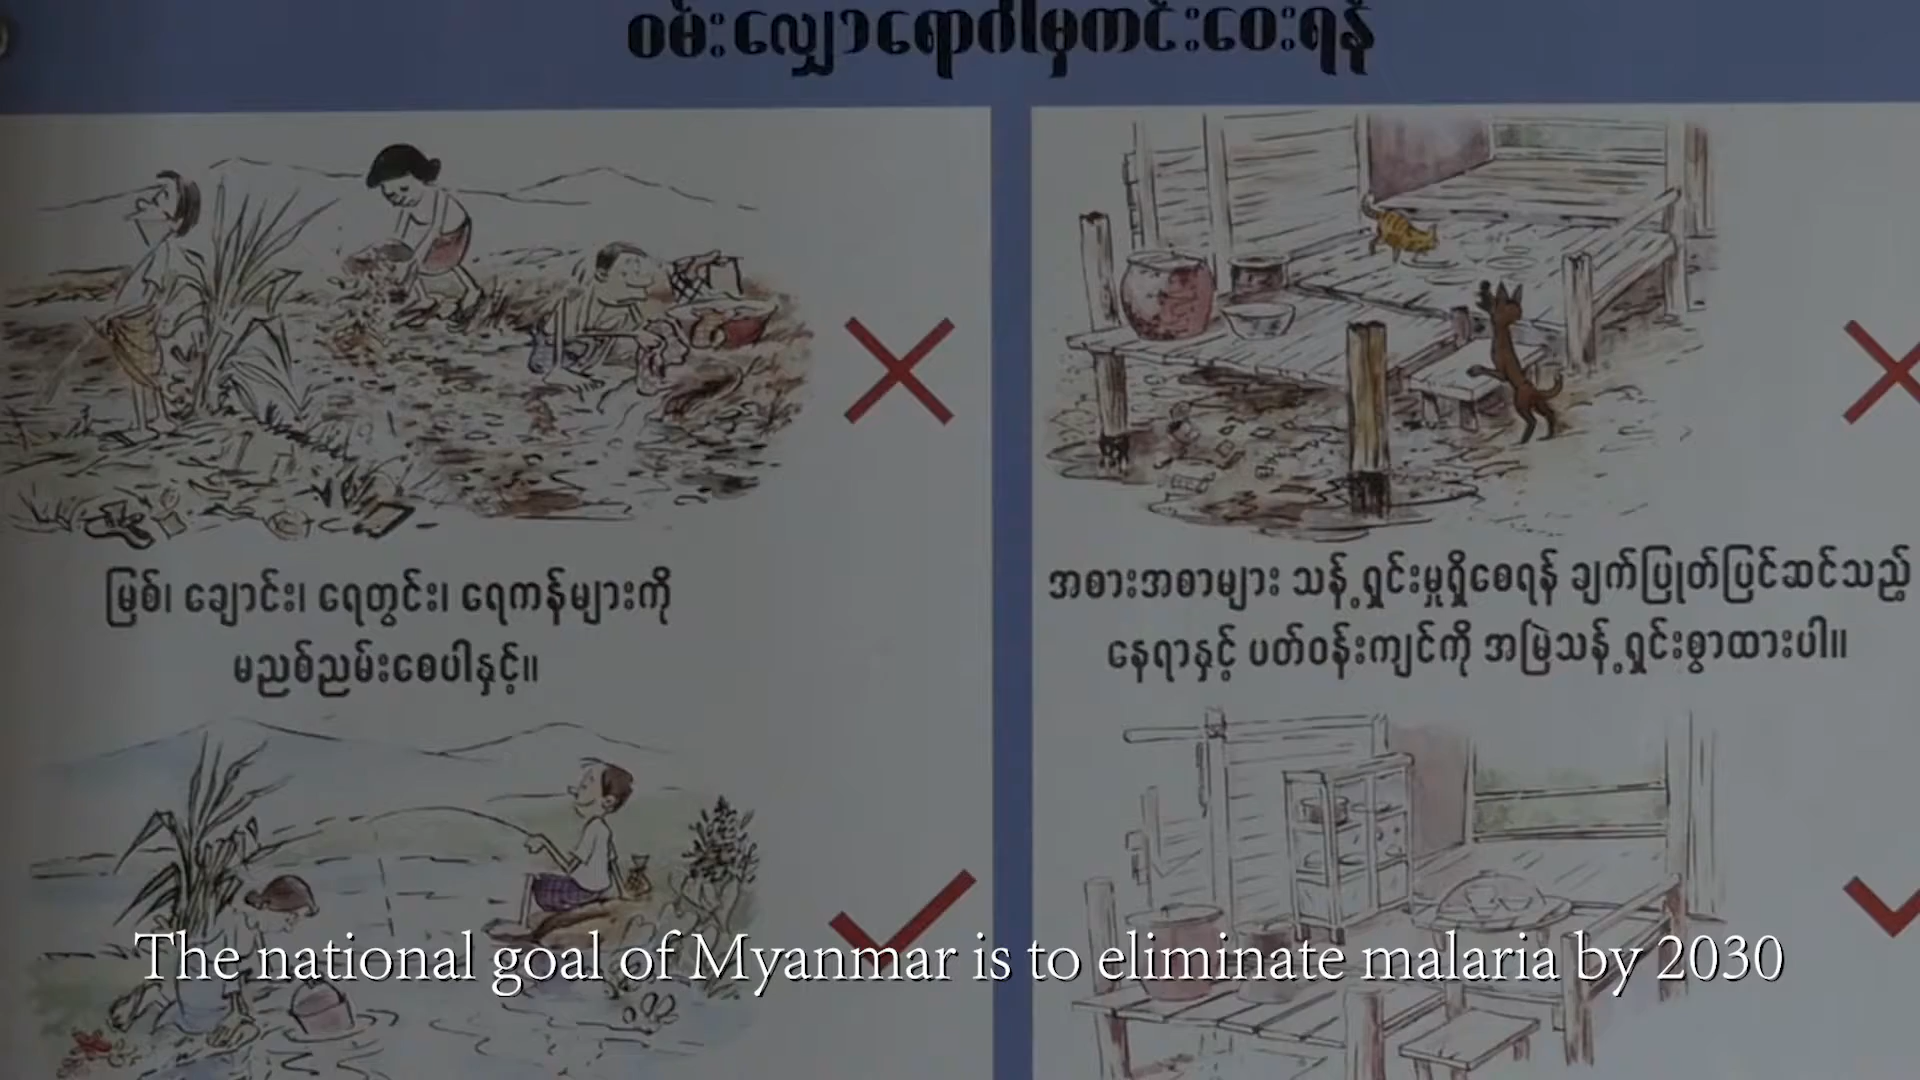 ဝမ်းလျှောရောဂါမှကင်းဝေးရန်
မြစ်၊ ချောင်း၊ ရေတွင်း၊ ရေကန်များကို
မညစ်ညမ်းစေပါနှင့်။
အစားအစာများ သန့်ရှင်းမှုရှိစေရန် ချက်ပြုတ်ပြင်ဆင်သည့်
နေရာနှင့် ပတ်ဝန်းကျင်ကို အမြဲသန့်ရှင်းစွာထားပါ။
The national goal of Myanmar is to eliminate malaria by 2030